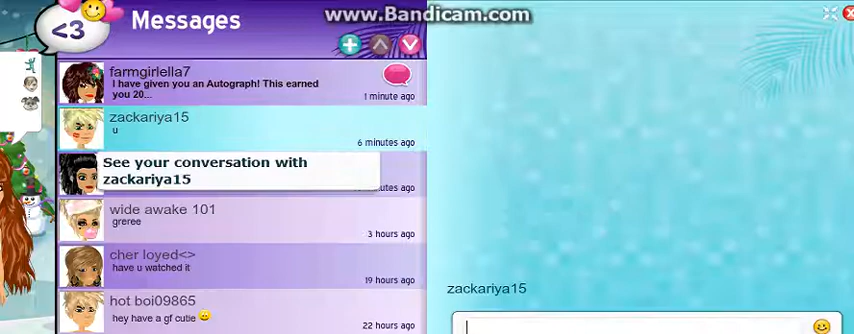 www.Bandicam.com
<3
Messages
farmgirlella7
I have given you an Autograph! This earned
you 20...
1 minute ago
zackariya15
u
6 minutes ago
See your conversation with
zackariya15
minutes ago
wide awake 101
greree
3 hours ago
cher loyed<>
have u watched it
19 hours ago
hot boi09865
hey have a gf cutie
22 hours ago
zackariya15